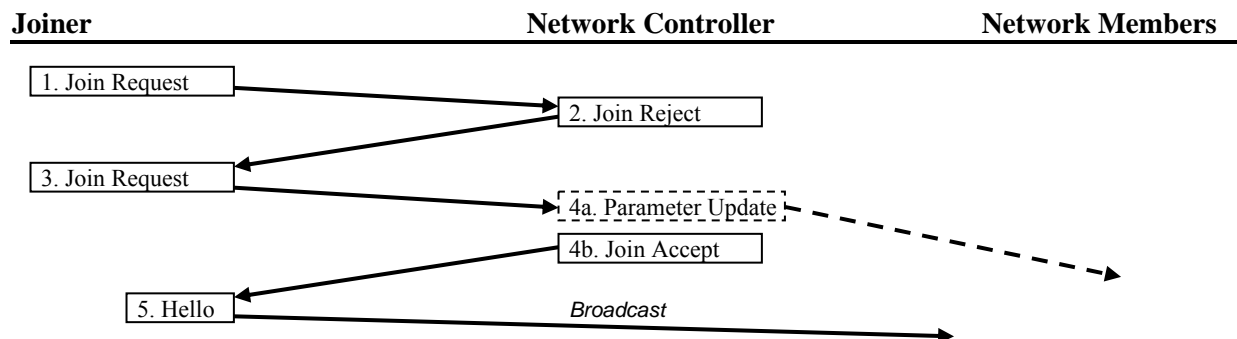 Joiner Network Controller Network Members
1. Join Request
2. Join Reject
3. Join Request
4a. Parameter Update
4b. Join Accept
5. Hello
Broadcast